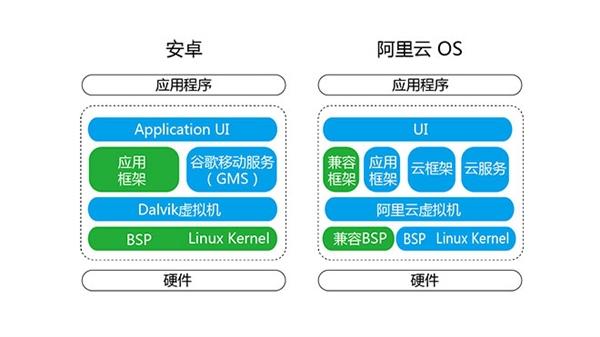 安卓
应用程序
Application UI
应用
框架
谷歌移动服务
（GMS）
Dalvik虚拟机
BSP Linux Kernel
硬件
阿里云 OS
应用程序
UI
兼容
框架
应用
框架
云框架
云服务
阿里云虚拟机
兼容BSP
BSP Linux Kernel
硬件